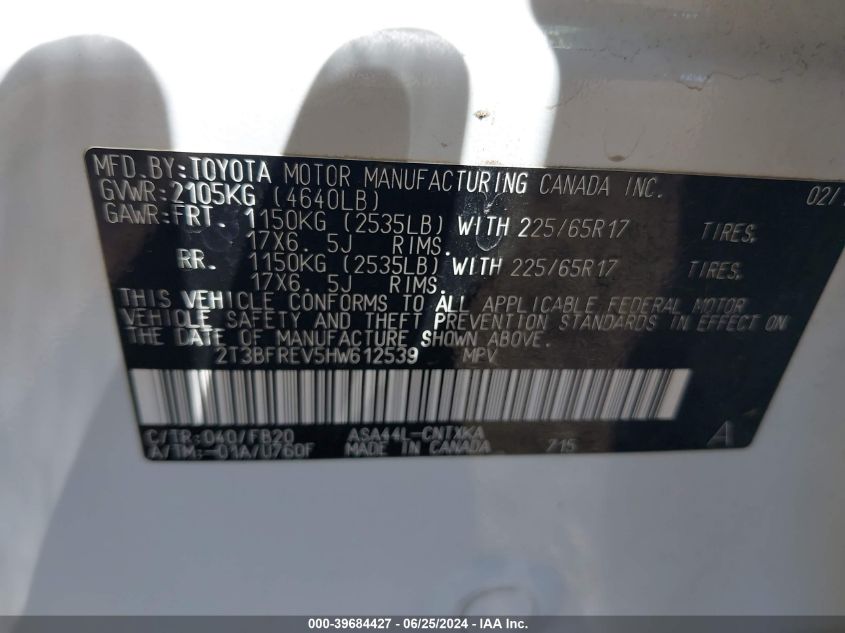 MFD.BY:TOYOTA MOTOR MANUFACTURING CANADA INC. 02/
GVWR:2105KG (4640LB)
GAWR:FRT. 1150KG (2535LB) WITH 225/65R17 TIRES,
17X6. 5J RIMS.
RR. 1150KG (2535LB) WITH 225/65R17 TIRES,
17X6. 5J RIMS.
THIS VEHICLE CONFORMS TO ALL APPLICABLE FEDERAL MOTOR
VEHICLE SAFETY AND THEFT PREVENTION STANDARDS IN EFFECT ON
THE DATE OF MANUFACTURE SHOWN ABOVE.
2T3BFREV5HW612539 MPV
C/TR:040/FB20 ASA44L-CNTXKA A
A/TM:-01A/U760F MADE IN CANADA 715
000-39684427 - 06/25/2024 - IAA Inc.